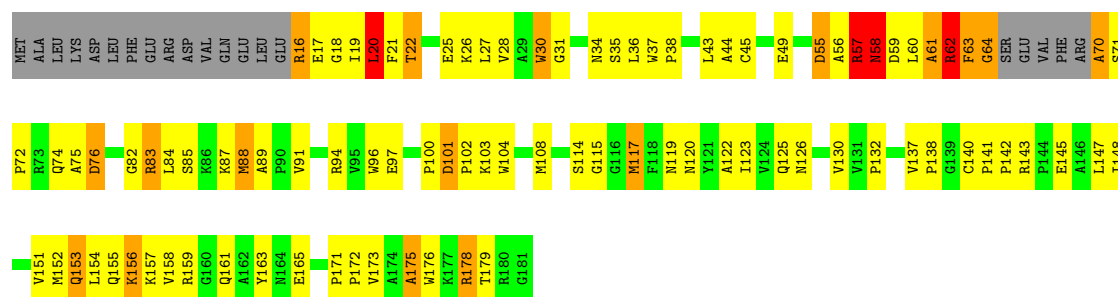 MET ALA LEU LYS ASP LEU PHE GLU ARG ASP VAL GLN GLU LEU GLU R16 E17 G18 I19 L20 F21 T22 E25 K26 L27 V28 A29 W30 G31 N34 S35 L36 W37 P38 L43 A44 C45 E49 D55 A56 R57 N58 D59 L60 A61 R62 F63 G64 SER GLU VAL PHE ARG A70 S71
P72 R73 Q74 A75 D76 G82 R83 L84 S85 K86 K87 M88 A89 P90 V91 R94 V95 W96 E97 P100 D101 P102 K103 W104 M108 S114 G115 G116 M117 F118 N119 N120 Y121 A122 I123 V124 Q125 N126 V130 V131 P132 V137 P138 G139 C140 P141 P142 R143 P144 E145 A146 L147 I148
V151 M152 Q153 L154 Q155 K156 K157 V158 R159 G160 Q161 A162 Y163 N164 E165 P171 P172 V173 A174 A175 W176 K177 R178 T179 R180 G181